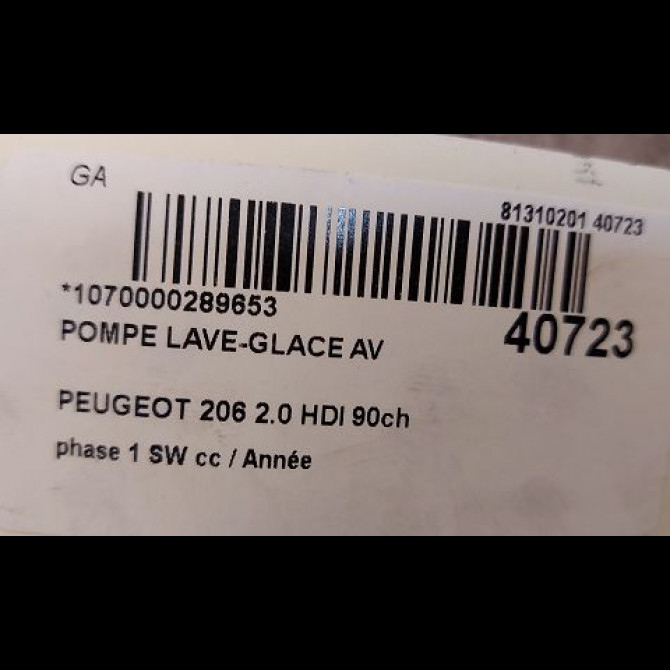 GA
81310201 40723
*1070000289653
40723
POMPE LAVE-GLACE AV
PEUGEOT 206 2.0 HDI 90ch
phase 1 SW cc / Année